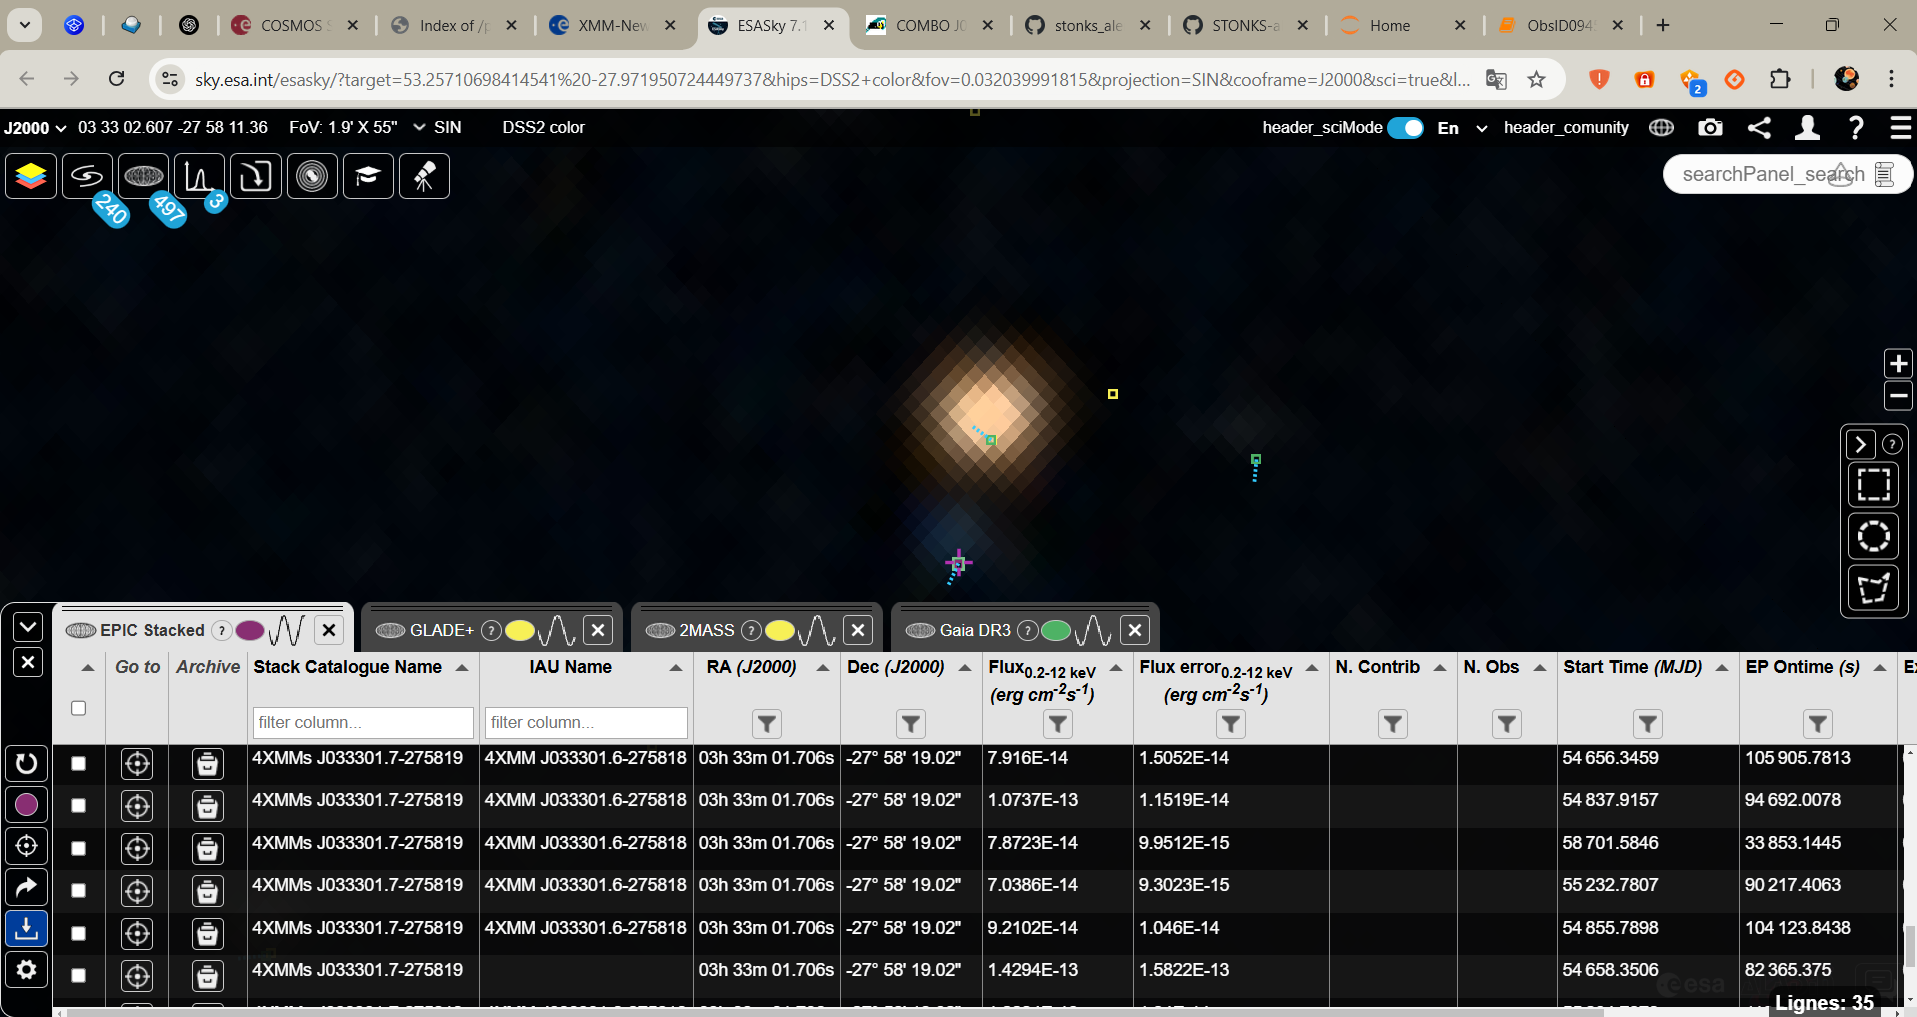 COSMOS S
Index of /p
XMM-New
ESASky 7.1
COMBO J0
stonks_ale
STONKS-a
Home
ObsID094
sky.esa.int/esasky/?target=53.25710698414541%20-27.971950724449737&hips=DSS2+color&fov=0.032039991815&projection=SIN&cooframe=J2000&sci=true&l...
2
J2000 03 33 02.607 -27 58 11.36 FoV: 1.9' X 55" SIN DSS2 color
header_sciMode En header_comunity ?
240 497 3
searchPanel_search
+
−
?
EPIC Stacked ? GLADE+ ? 2MASS ? Gaia DR3 ?
Go to Archive Stack Catalogue Name IAU Name RA (J2000) Dec (J2000) Flux0.2-12 keV (erg cm-2s-1) Flux error0.2-12 keV (erg cm-2s-1) N. Contrib N. Obs Start Time (MJD) EP Ontime (s) E
filter column... filter column...
4XMMs J033301.7-275819 4XMM J033301.6-275818 03h 33m 01.706s -27° 58' 19.02" 7.916E-14 1.5052E-14 54 656.3459 105 905.7813
4XMMs J033301.7-275819 4XMM J033301.6-275818 03h 33m 01.706s -27° 58' 19.02" 1.0737E-13 1.1519E-14 54 837.9157 94 692.0078
4XMMs J033301.7-275819 4XMM J033301.6-275818 03h 33m 01.706s -27° 58' 19.02" 7.8723E-14 9.9512E-15 58 701.5846 33 853.1445
4XMMs J033301.7-275819 4XMM J033301.6-275818 03h 33m 01.706s -27° 58' 19.02" 7.0386E-14 9.3023E-15 55 232.7807 90 217.4063
4XMMs J033301.7-275819 4XMM J033301.6-275818 03h 33m 01.706s -27° 58' 19.02" 9.2102E-14 1.046E-14 54 855.7898 104 123.8438
4XMMs J033301.7-275819 03h 33m 01.706s -27° 58' 19.02" 1.4294E-13 1.5822E-13 54 658.3506 82 365.375
esa
Lignes: 35